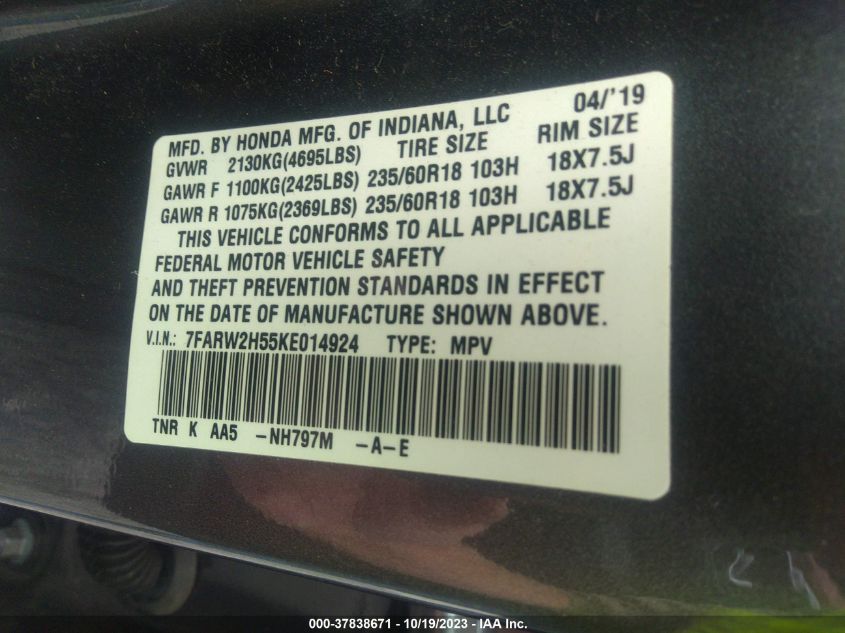 04/'19
MFD. BY HONDA MFG. OF INDIANA, LLC
GVWR 2130KG(4695LBS) TIRE SIZE RIM SIZE
GAWR F 1100KG(2425LBS) 235/60R18 103H 18X7.5J
GAWR R 1075KG(2369LBS) 235/60R18 103H 18X7.5J
THIS VEHICLE CONFORMS TO ALL APPLICABLE
FEDERAL MOTOR VEHICLE SAFETY
AND THEFT PREVENTION STANDARDS IN EFFECT
ON THE DATE OF MANUFACTURE SHOWN ABOVE.
V.I.N.: 7FARW2H55KE014924 TYPE: MPV
TNR K AA5 -NH797M -A-E
000-37838671 - 10/19/2023 - IAA Inc.